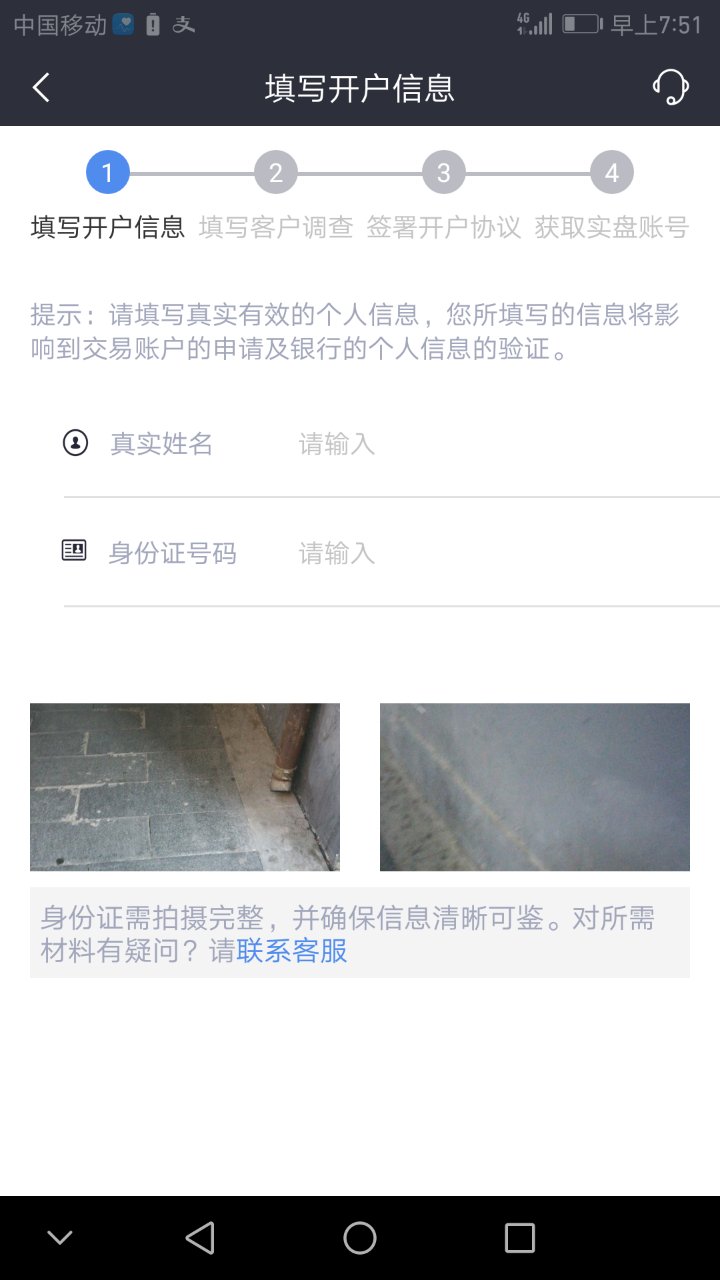 中国移动 4G 早上7:51
填写开户信息
1 2 3 4
填写开户信息 填写客户调查 签署开户协议 获取实盘账号
提示：请填写真实有效的个人信息，您所填写的信息将影
响到交易账户的申请及银行的个人信息的验证。
真实姓名 请输入
身份证号码 请输入
身份证需拍摄完整，并确保信息清晰可鉴。对所需
材料有疑问？请联系客服